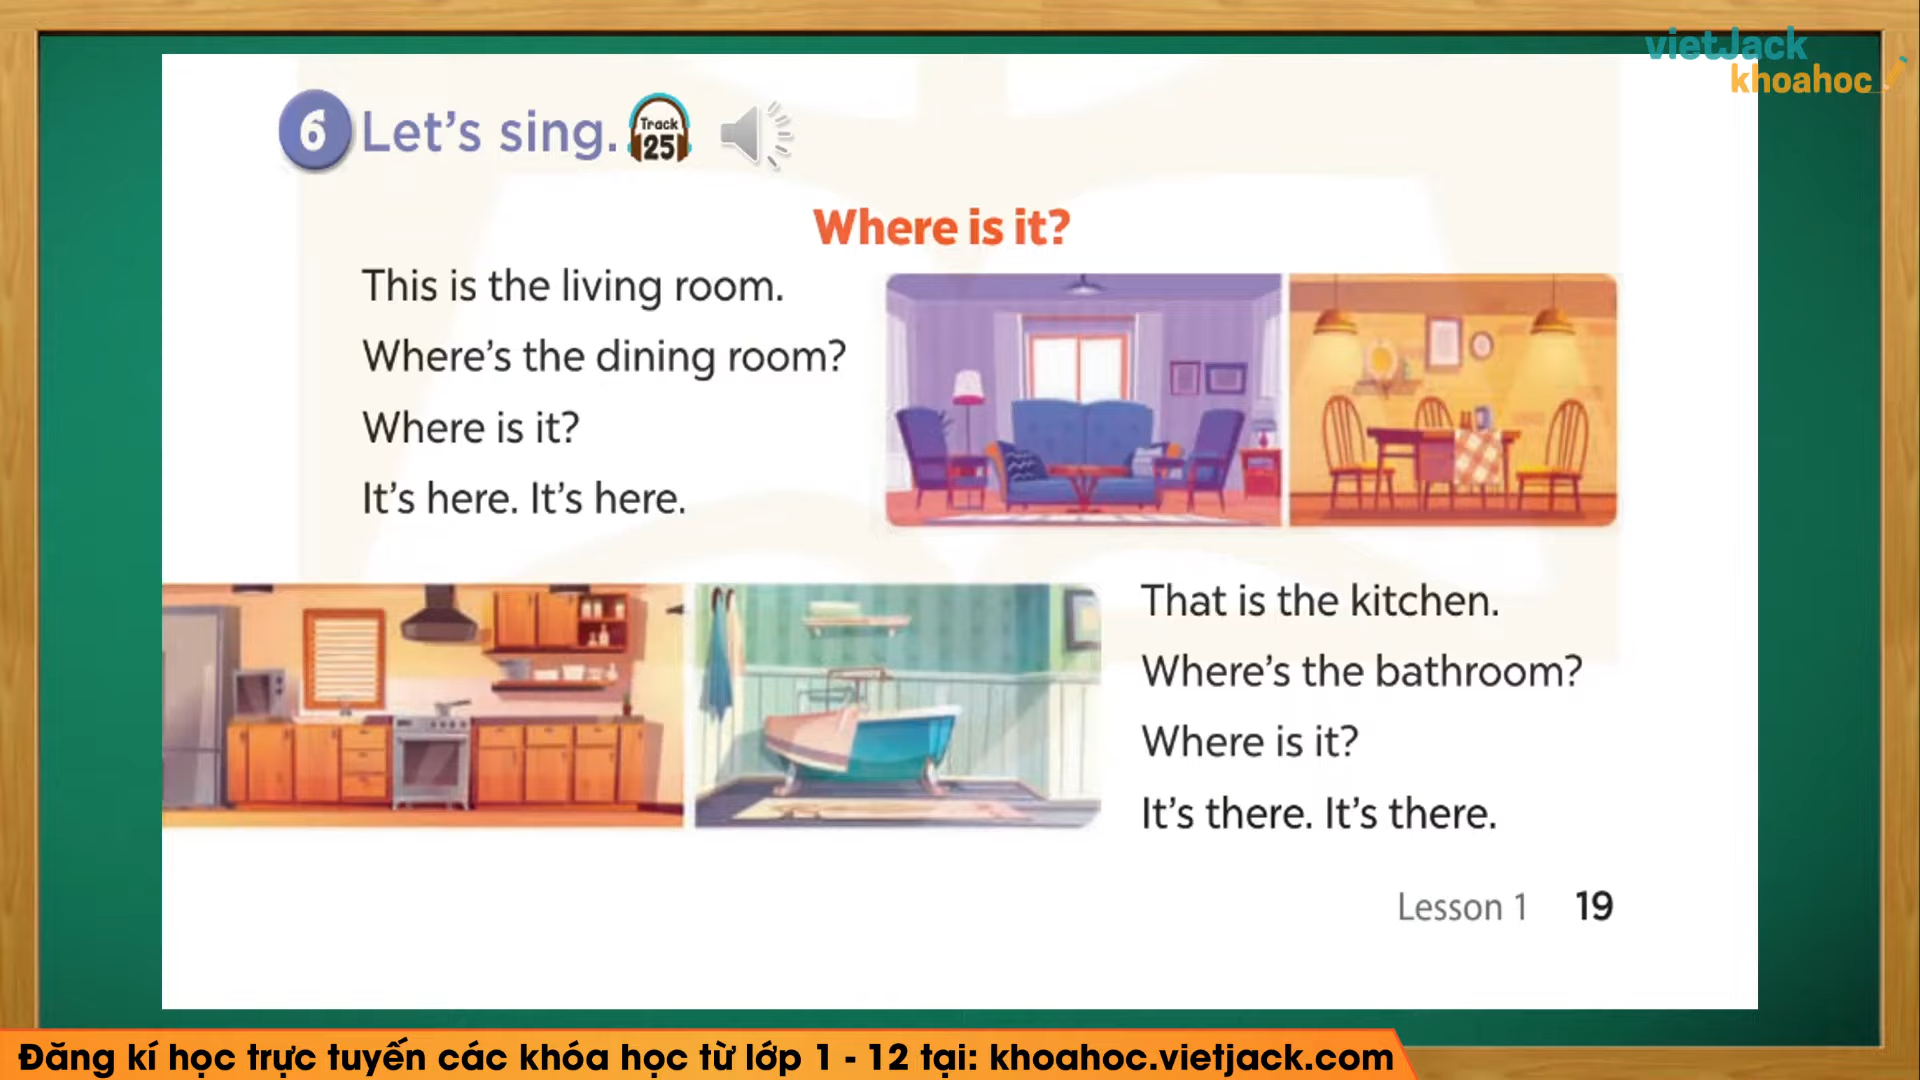 vietJack
khoahoc
6 Let's sing. Track 25
Where is it?
This is the living room.
Where's the dining room?
Where is it?
It's here. It's here.
That is the kitchen.
Where's the bathroom?
Where is it?
It's there. It's there.
Lesson 1 19
Đăng kí học trực tuyến các khóa học từ lớp 1 - 12 tại: khoahoc.vietjack.com